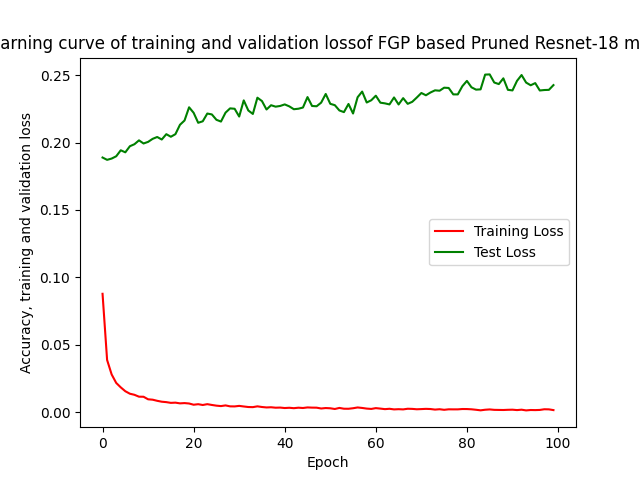 arning curve of training and validation lossof FGP based Pruned Resnet-18 m
0.25
0.20
0.15
0.10
0.05
0.00
Accuracy, training and validation loss
Training Loss
Test Loss
0 20 40 60 80 100
Epoch